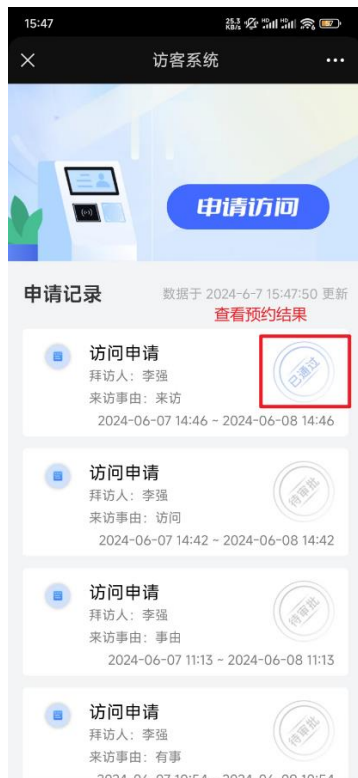 15:47
25.3 KB/s HD HD
访客系统
申请访问
申请记录
数据于 2024-6-7 15:47:50 更新
查看预约结果
访问申请
拜访人：李强
来访事由：来访
2024-06-07 14:46 ~ 2024-06-08 14:46
已通过
访问申请
拜访人：李强
来访事由：访问
2024-06-07 14:42 ~ 2024-06-08 14:42
待审批
访问申请
拜访人：李强
来访事由：事由
2024-06-07 11:13 ~ 2024-06-08 11:13
待审批
访问申请
拜访人：李强
来访事由：有事
待审批